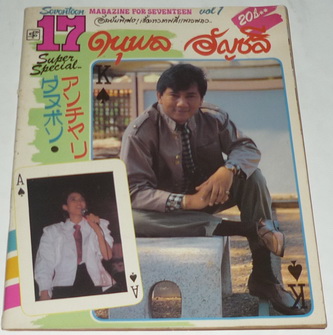 Seventeen MAGAZINE FOR SEVENTEEN vol.1
17
20฿.-
ดนุพล อัญชลี
Super
Special...
アンチャリ
ダヌポン・
K
A
A
K